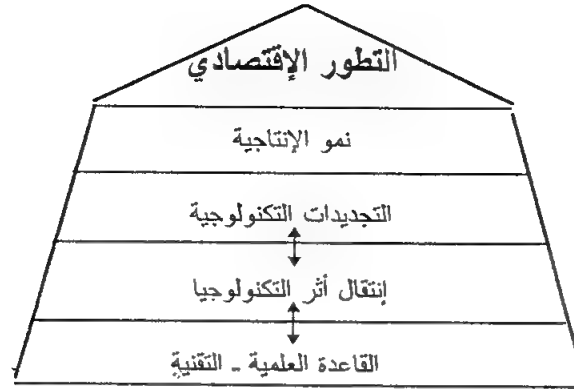 التطور الإقتصادي
نمو الإنتاجية
التجديدات التكنولوجية
إنتقال أثر التكنولوجيا
القاعدة العلمية - التقنية